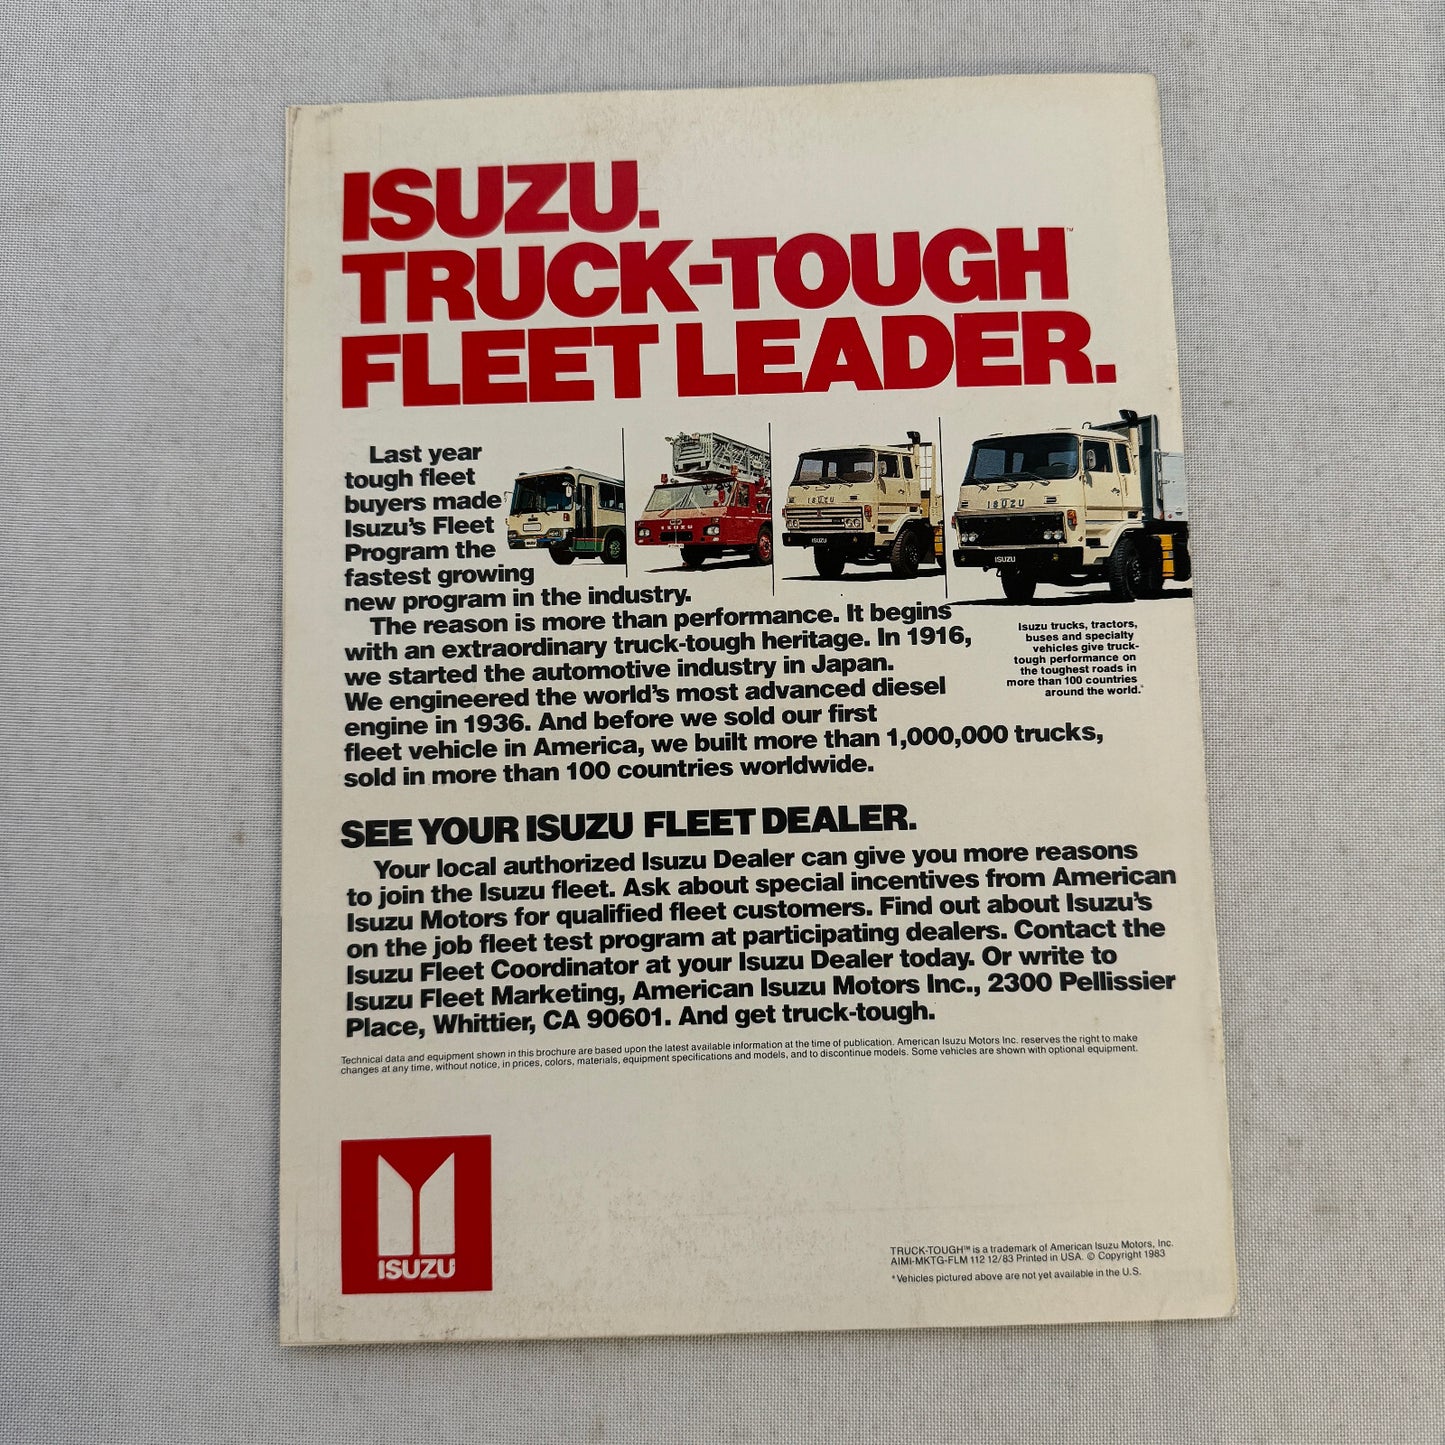 ISUZU.
TRUCK-TOUGH™
FLEET LEADER.
Last year
tough fleet
buyers made
Isuzu's Fleet
Program the
fastest growing
new program in the industry.
The reason is more than performance. It begins
with an extraordinary truck-tough heritage. In 1916,
we started the automotive industry in Japan.
We engineered the world's most advanced diesel
engine in 1936. And before we sold our first
fleet vehicle in America, we built more than 1,000,000 trucks,
sold in more than 100 countries worldwide.
ISUZU
ISUZU
ISUZU
ISUZU
ISUZU
Isuzu trucks, tractors,
buses and specialty
vehicles give truck-
tough performance on
the toughest roads in
more than 100 countries
around the world.*
SEE YOUR ISUZU FLEET DEALER.
Your local authorized Isuzu Dealer can give you more reasons
to join the Isuzu fleet. Ask about special incentives from American
Isuzu Motors for qualified fleet customers. Find out about Isuzu's
on the job fleet test program at participating dealers. Contact the
Isuzu Fleet Coordinator at your Isuzu Dealer today. Or write to
Isuzu Fleet Marketing, American Isuzu Motors Inc., 2300 Pellissier
Place, Whittier, CA 90601. And get truck-tough.
Technical data and equipment shown in this brochure are based upon the latest available information at the time of publication. American Isuzu Motors Inc. reserves the right to make
changes at any time, without notice, in prices, colors, materials, equipment specifications and models, and to discontinue models. Some vehicles are shown with optional equipment.
ISUZU
TRUCK-TOUGH™ is a trademark of American Isuzu Motors, Inc.
AIMI-MKTG-FLM 112 12/83 Printed in USA. © Copyright 1983
*Vehicles pictured above are not yet available in the U.S.